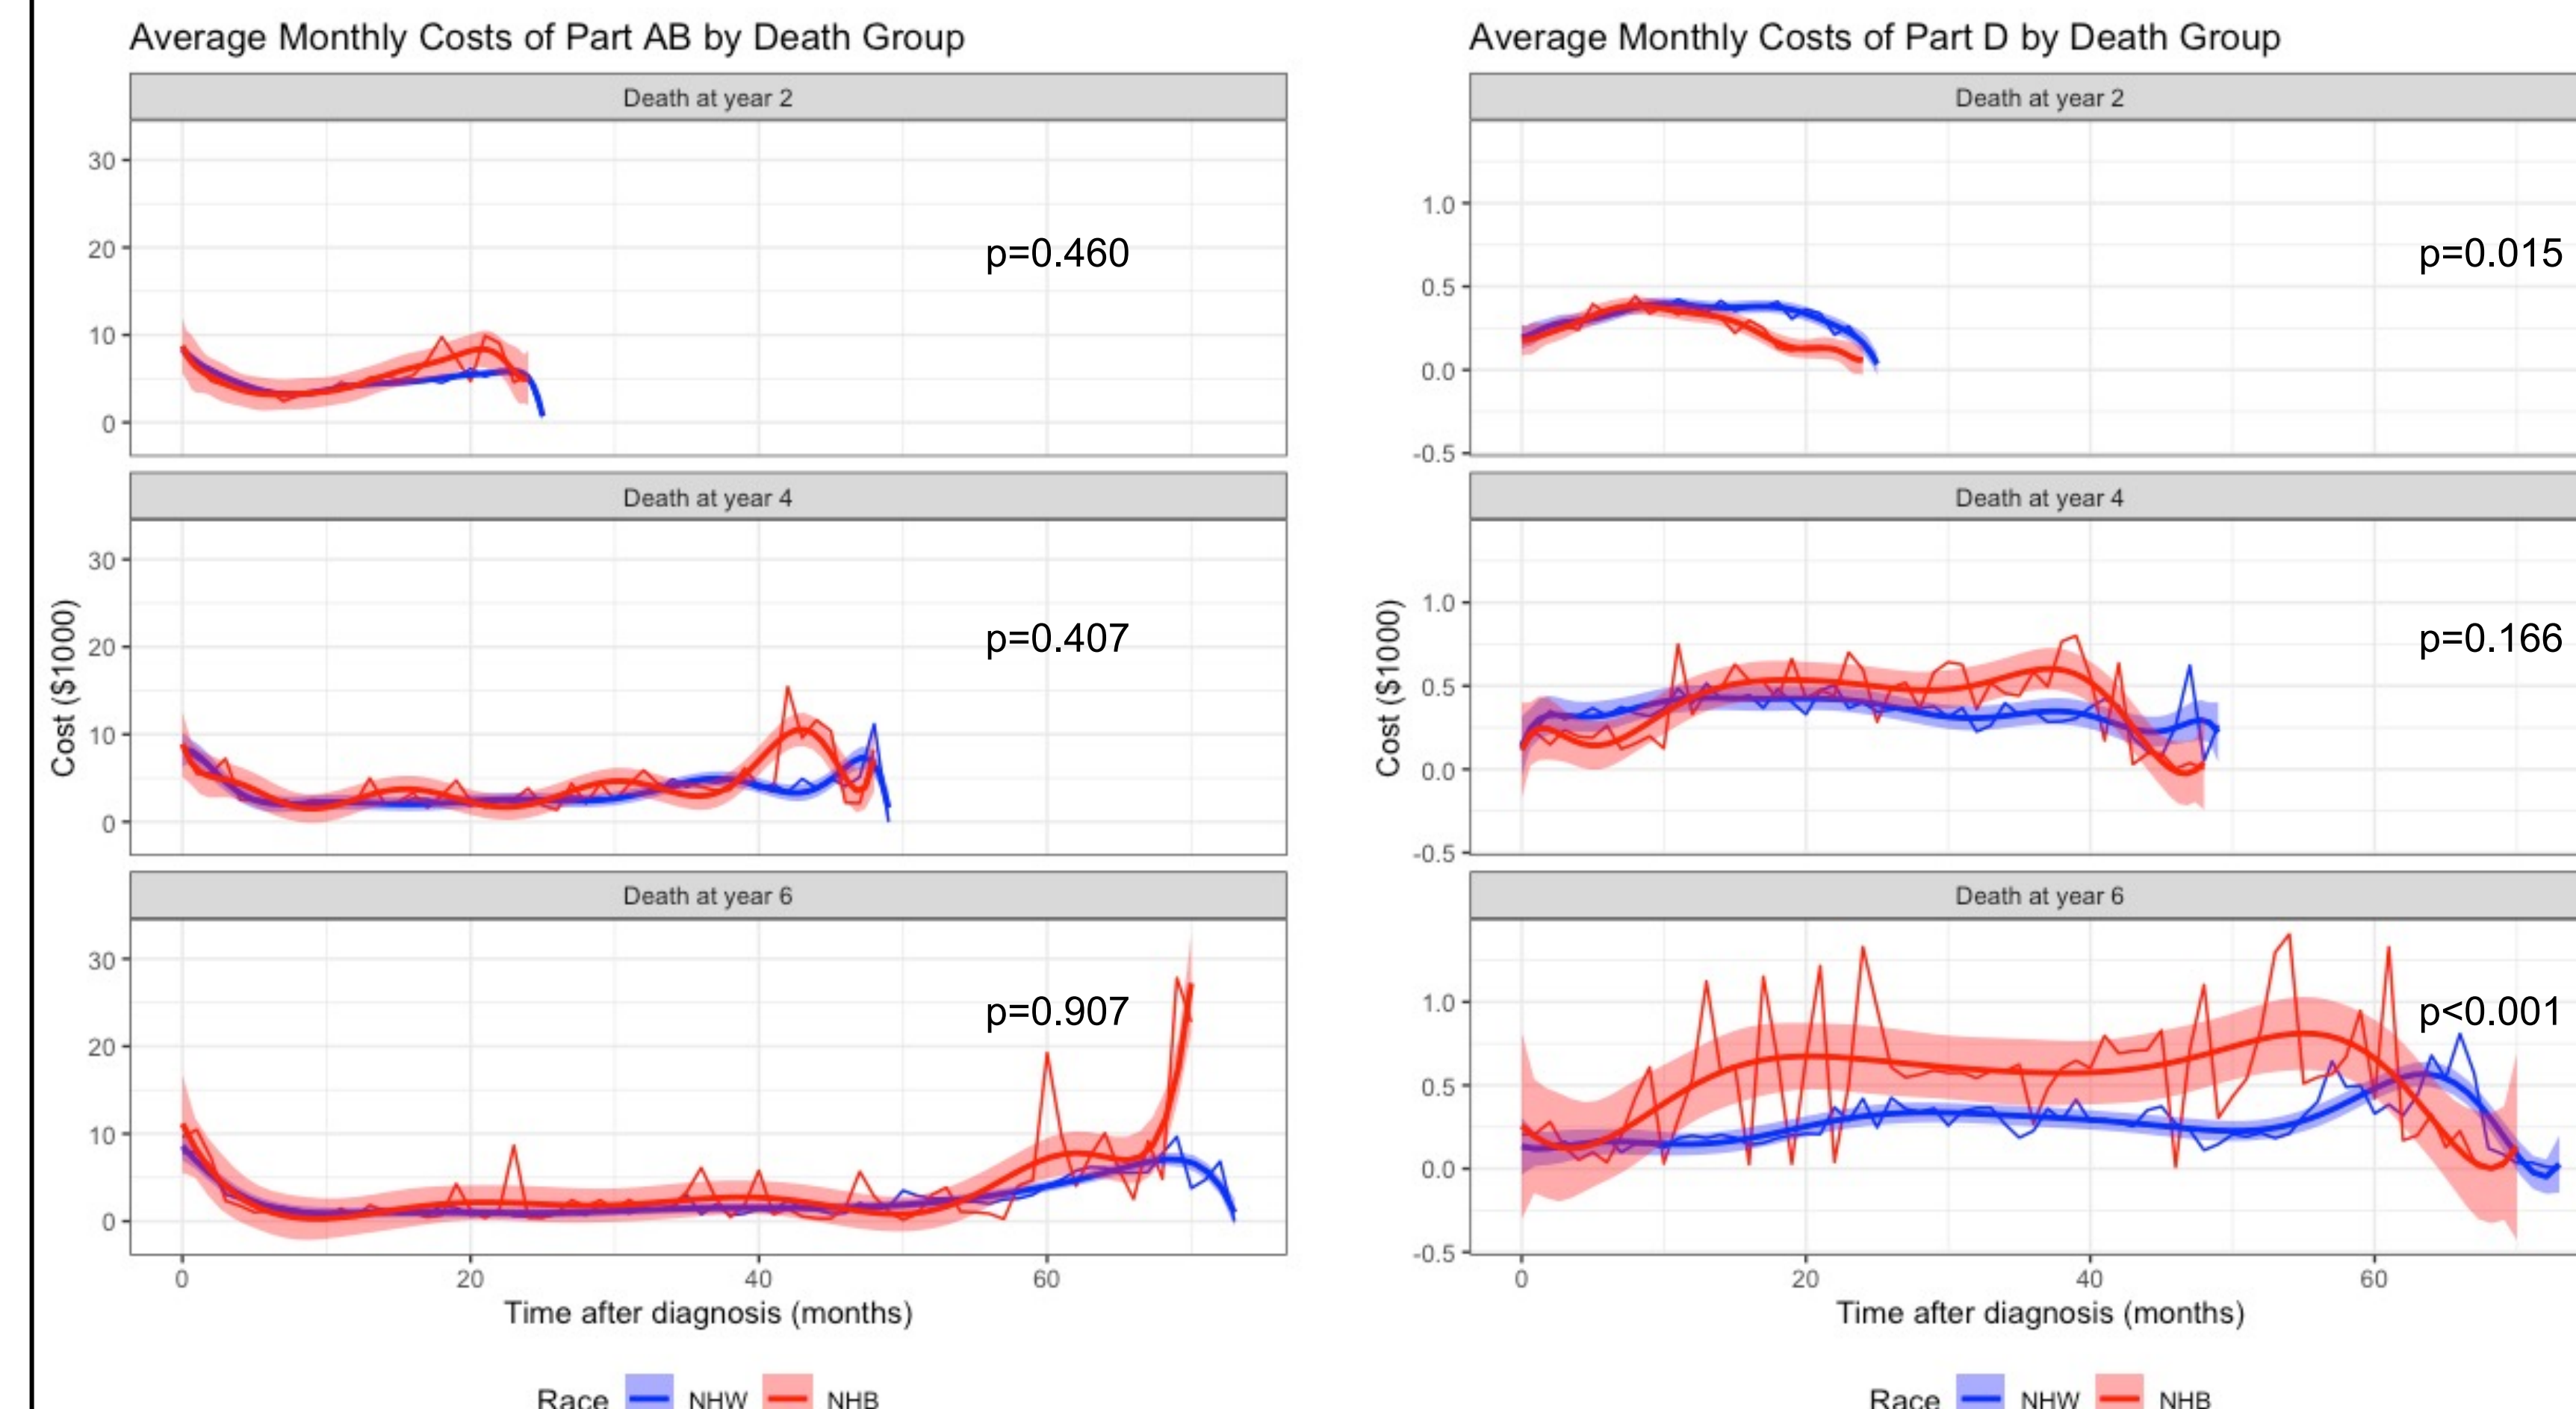 Average Monthly Costs of Part AB by Death Group
Death at year 2
30
20
10
0
p=0.460
Death at year 4
30
20
10
0
p=0.407
Death at year 6
30
20
10
0
p=0.907
Cost ($1000)
0 20 40 60
Time after diagnosis (months)
Race NHW NHB
Average Monthly Costs of Part D by Death Group
Death at year 2
1.0
0.5
0.0
-0.5
p=0.015
Death at year 4
1.0
0.5
0.0
-0.5
p=0.166
Death at year 6
1.0
0.5
0.0
-0.5
p<0.001
Cost ($1000)
0 20 40 60
Time after diagnosis (months)
Race NHW NHB